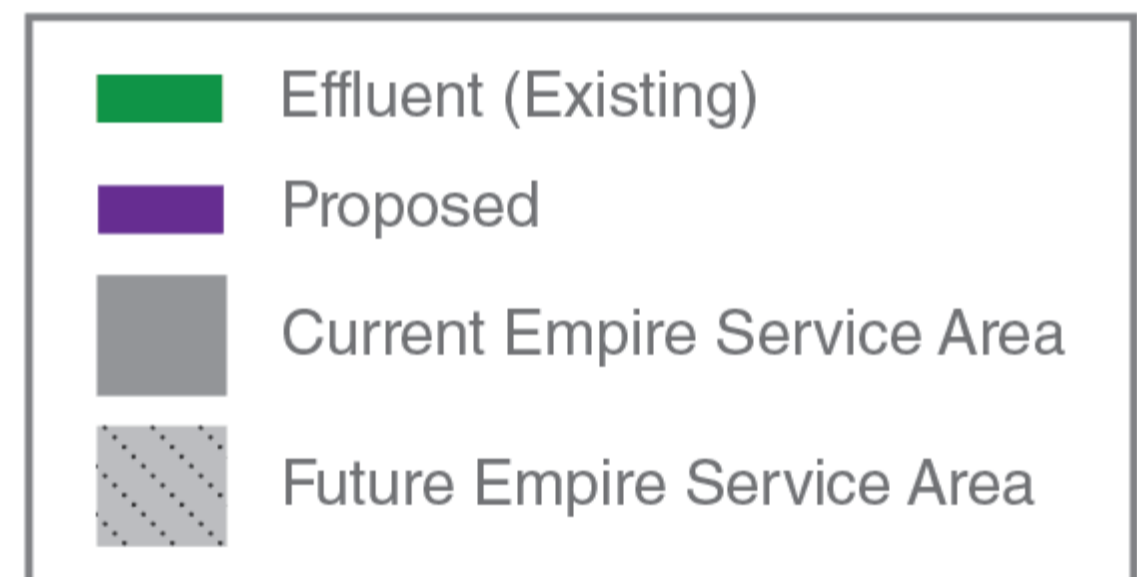 Effluent (Existing)
Proposed
Current Empire Service Area
Future Empire Service Area